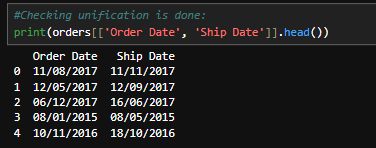 #Checking unification is done:
print(orders[['Order Date', 'Ship Date']].head())
Order Date Ship Date
0 11/08/2017 11/11/2017
1 12/05/2017 12/09/2017
2 06/12/2017 16/06/2017
3 08/01/2015 08/05/2015
4 10/11/2016 18/10/2016